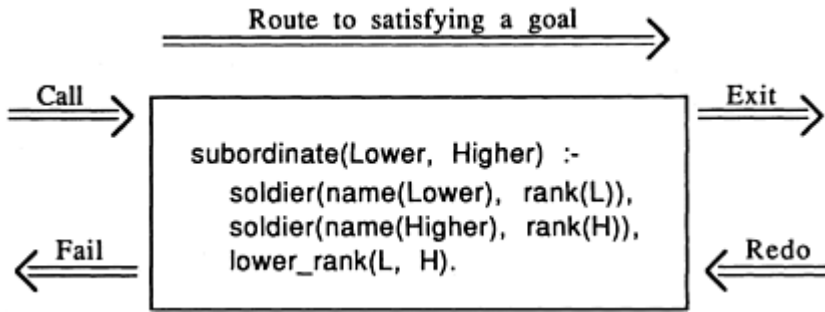 Route to satisfying a goal
Call
Exit
subordinate(Lower, Higher) :-
soldier(name(Lower), rank(L)),
soldier(name(Higher), rank(H)),
Fail
Redo
lower_rank(L, H).